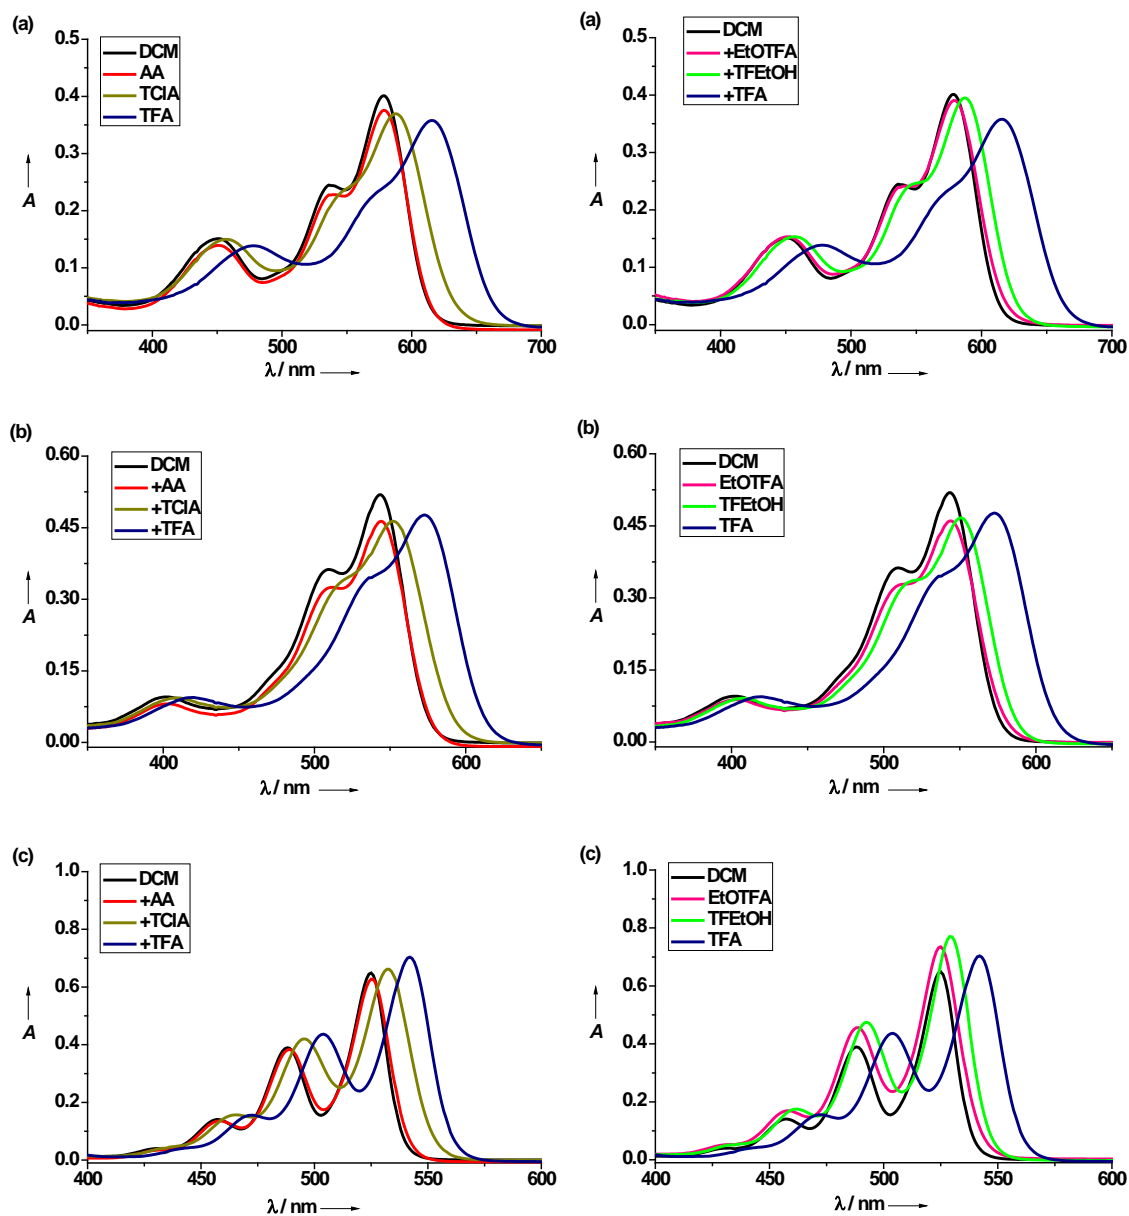 (a)
0.5
0.4
0.3
0.2
0.1
0.0
A
DCM
AA
TClA
TFA
400 500 600 700
λ / nm
(a)
0.5
0.4
0.3
0.2
0.1
0.0
A
DCM
+EtOTFA
+TFEtOH
+TFA
400 500 600 700
λ / nm
(b)
0.60
0.45
0.30
0.15
0.00
A
DCM
+AA
+TClA
+TFA
400 500 600
λ / nm
(b)
0.60
0.45
0.30
0.15
0.00
A
DCM
EtOTFA
TFEtOH
TFA
400 500 600
λ / nm
(c)
1.0
0.8
0.6
0.4
0.2
0.0
A
DCM
+AA
+TClA
+TFA
400 450 500 550 600
λ / nm
(c)
1.0
0.8
0.6
0.4
0.2
0.0
A
DCM
EtOTFA
TFEtOH
TFA
400 450 500 550 600
λ / nm